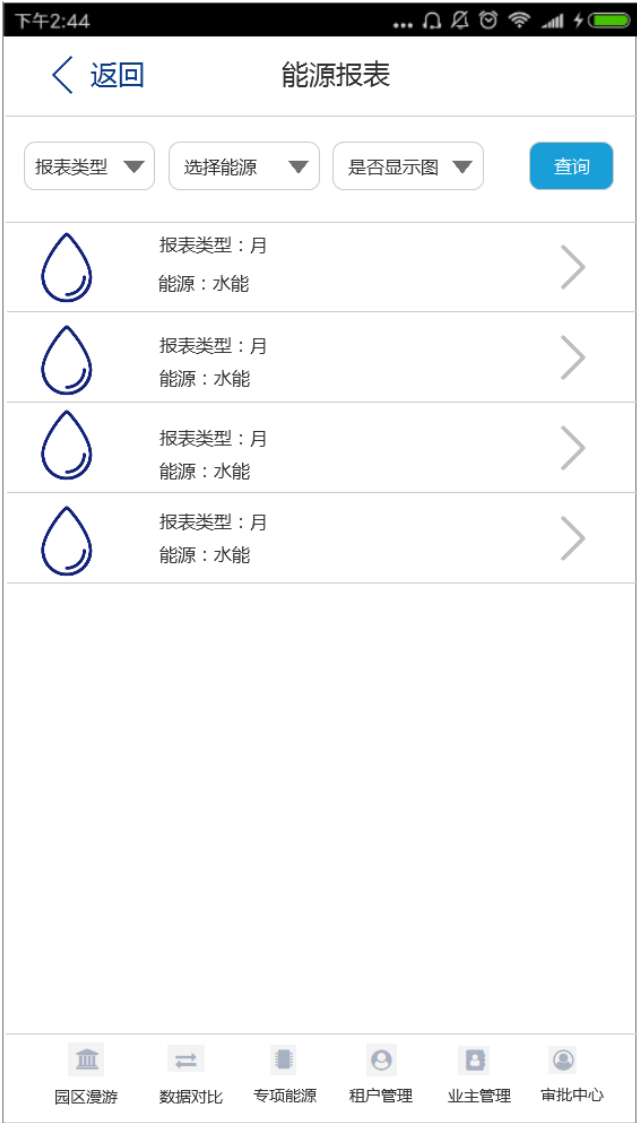 下午2:44
返回 能源报表
报表类型 选择能源 是否显示图 查询
报表类型：月
能源：水能
报表类型：月
能源：水能
报表类型：月
能源：水能
报表类型：月
能源：水能
园区漫游 数据对比 专项能源 租户管理 业主管理 审批中心